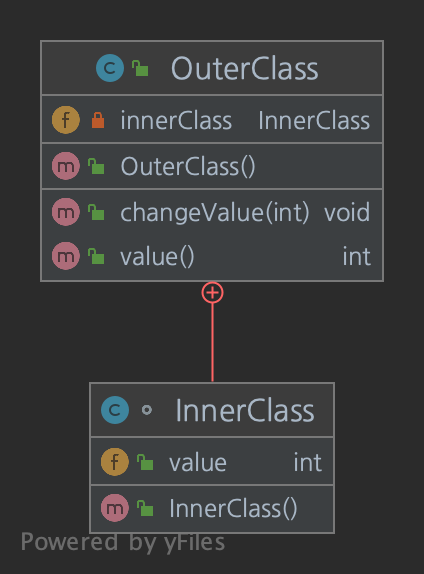 C OuterClass
f innerClass InnerClass
m OuterClass()
m changeValue(int) void
m value() int
C InnerClass
f value int
m InnerClass()
Powered by yFiles